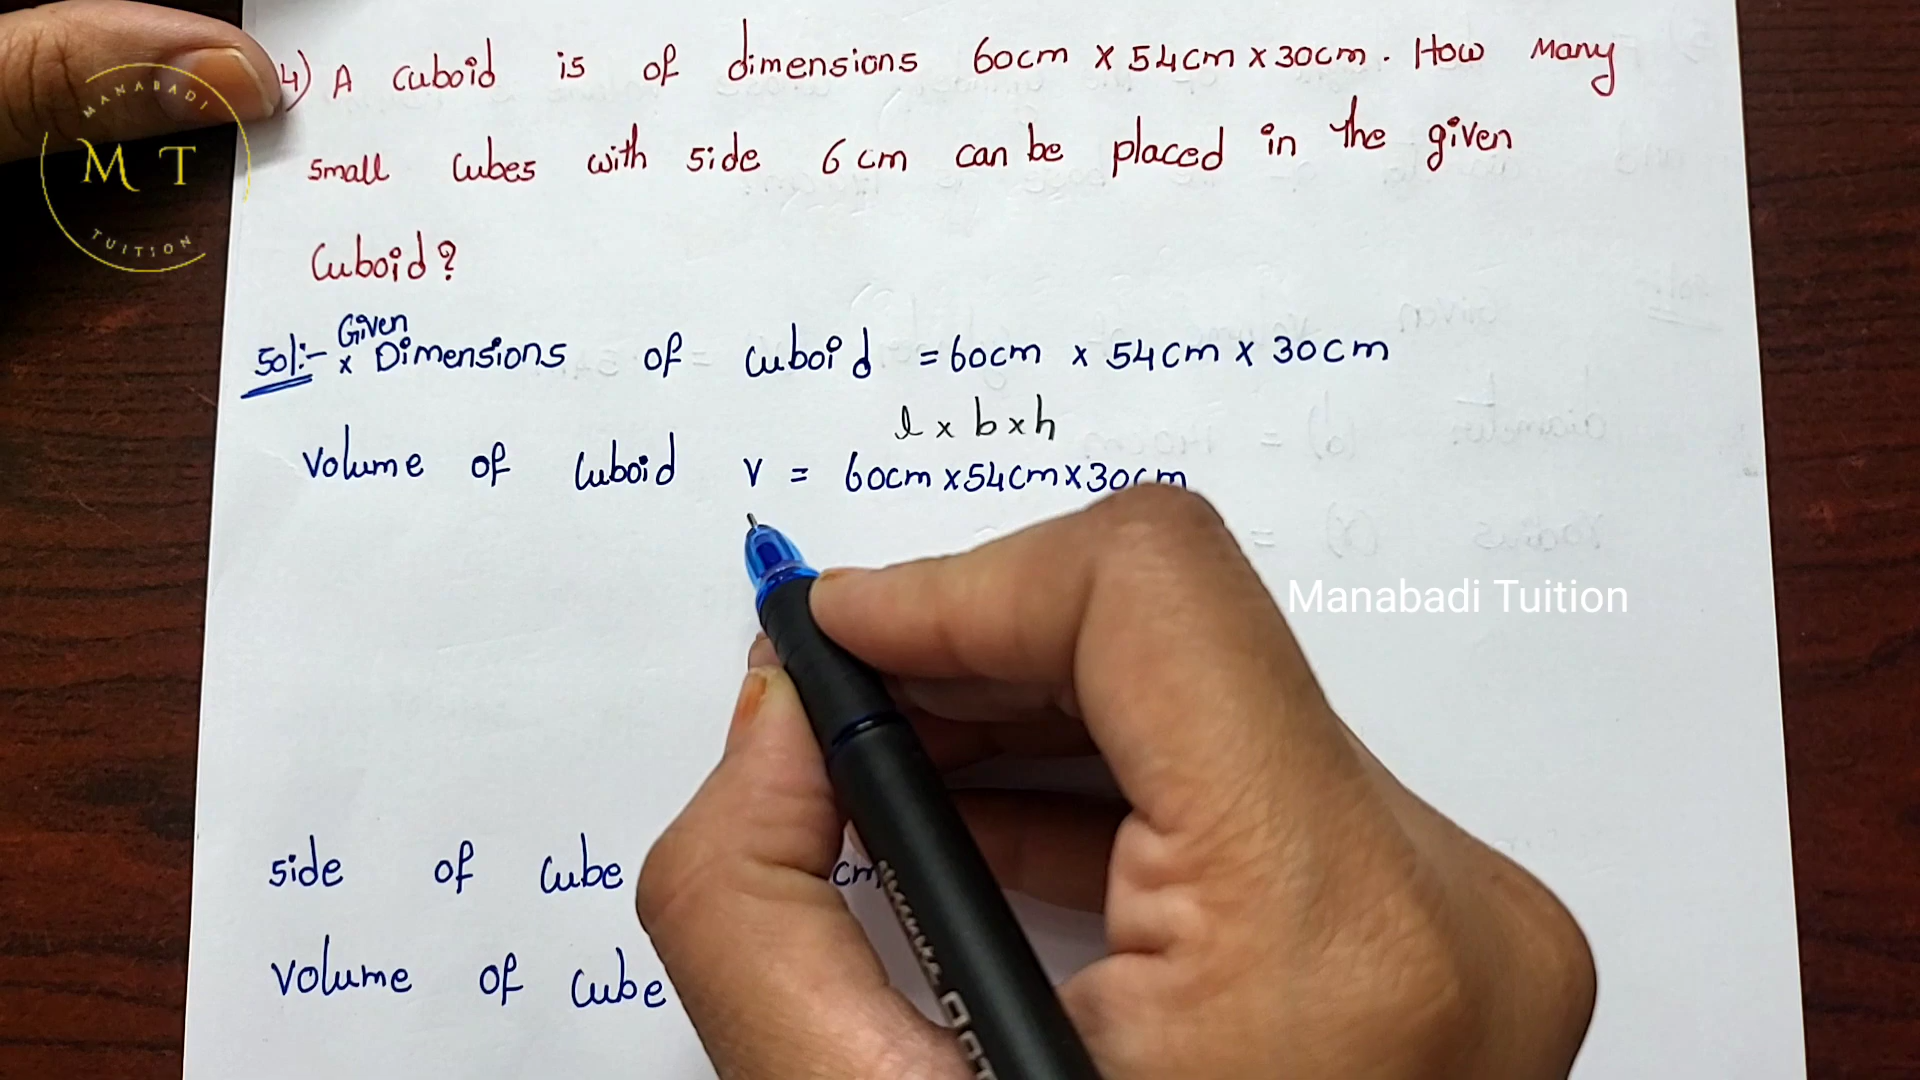 MANABADI
MT
TUITION
4) A cuboid is of dimensions 60cm x 54cm x 30cm. How many
small cubes with side 6 cm can be placed in the given
cuboid?
Given
Sol:- x Dimensions of cuboid = 60cm x 54cm x 30cm
l x b x h
volume of cuboid V = 60cm x 54cm x 30cm
Manabadi Tuition
side of cube cm
volume of cube